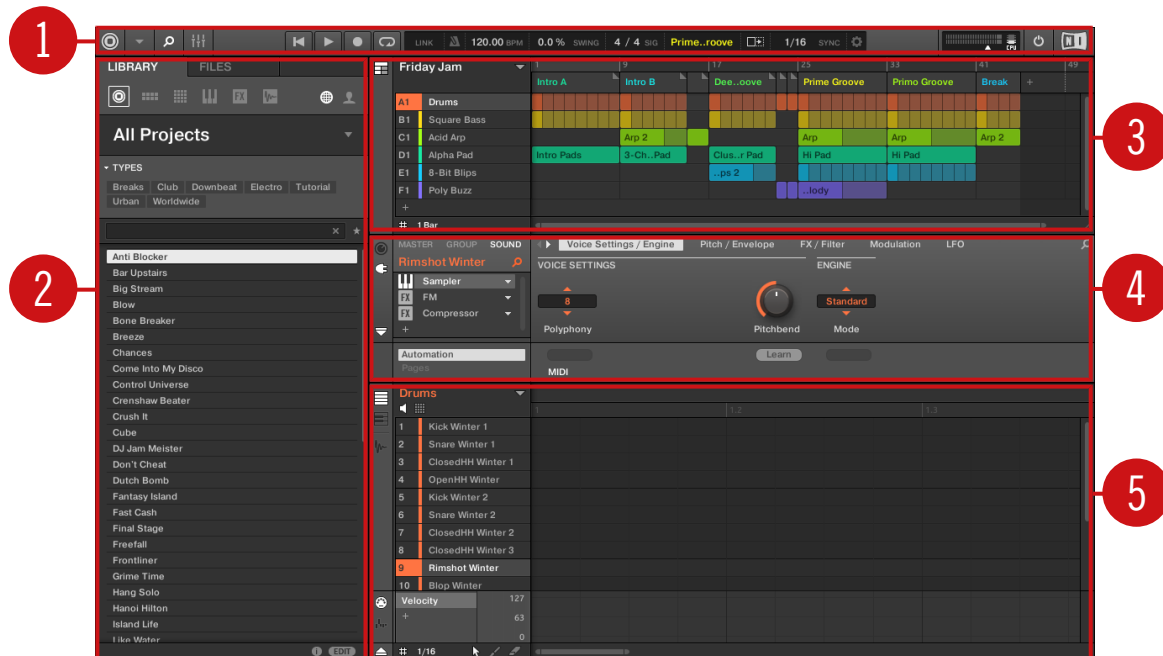 1
LINK 120.00 BPM 0.0 % SWING 4 / 4 SIG Prime..roove 1/16 SYNC CPU
LIBRARY FILES
All Projects
TYPES
Breaks Club Downbeat Electro Tutorial
Urban Worldwide
Anti Blocker
Bar Upstairs
Big Stream
Blow
Bone Breaker
Breeze
Chances
Come Into My Disco
Control Universe
Crenshaw Beater
Crush It
Cube
DJ Jam Meister
Don't Cheat
Dutch Bomb
Fantasy Island
Fast Cash
Final Stage
Freefall
Frontliner
Grime Time
Hang Solo
Hanoi Hilton
Island Life
Like Water
EDIT
2
Friday Jam
1 9 17 25 33 41 49
Intro A Intro B Dee..oove Prime Groove Primo Groove Break +
A1 Drums
B1 Square Bass
C1 Acid Arp Arp 2 Arp Arp Arp 2
D1 Alpha Pad Intro Pads 3-Ch..Pad Clus..r Pad Hi Pad Hi Pad
E1 8-Bit Blips ..ps 2
F1 Poly Buzz ..lody
+
# 1 Bar
3
MASTER GROUP SOUND
Rimshot Winter
Sampler
FX FM
FX Compressor
+
Automation
Pages
Voice Settings / Engine Pitch / Envelope FX / Filter Modulation LFO
VOICE SETTINGS ENGINE
8 Standard
Polyphony Pitchbend Mode
Learn
MIDI
4
Drums
1 1.2 1.3
1 Kick Winter 1
2 Snare Winter 1
3 ClosedHH Winter 1
4 OpenHH Winter
5 Kick Winter 2
6 Snare Winter 2
7 ClosedHH Winter 2
8 ClosedHH Winter 3
9 Rimshot Winter
10 Blop Winter
Velocity 127
+ 63
0
# 1/16
5